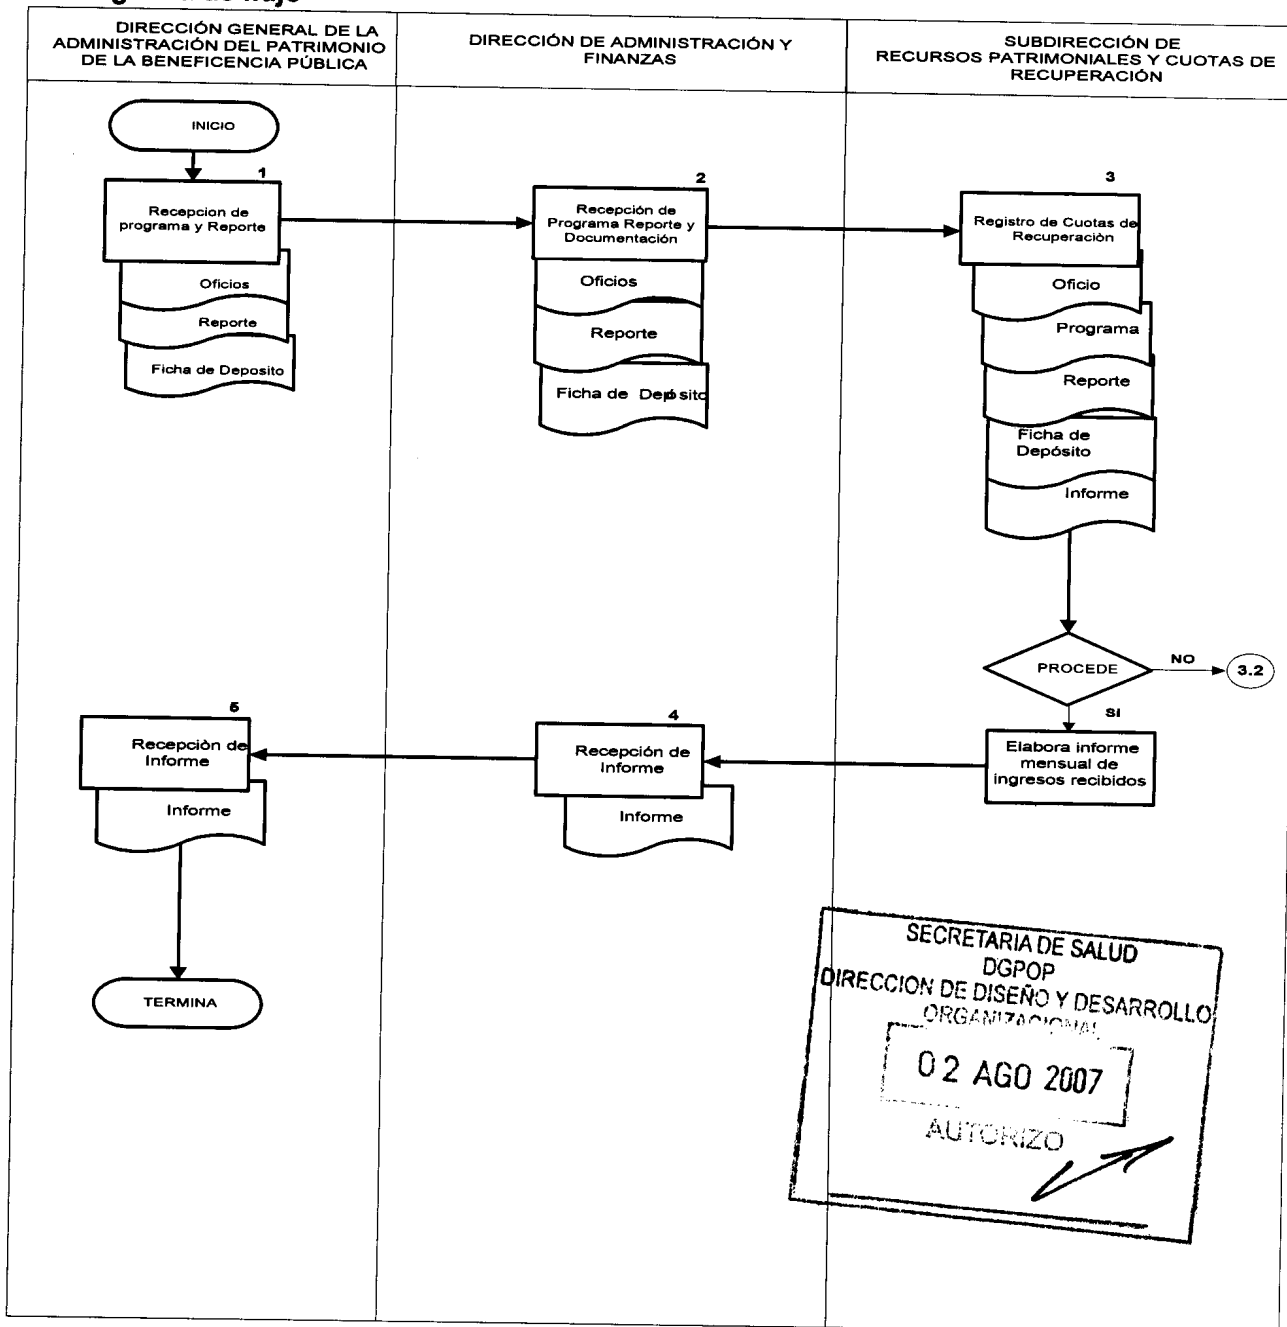 DIRECCIÓN GENERAL DE LA
ADMINISTRACIÓN DEL PATRIMONIO
DE LA BENEFICENCIA PÚBLICA
DIRECCIÓN DE ADMINISTRACIÓN Y
FINANZAS
SUBDIRECCIÓN DE
RECURSOS PATRIMONIALES Y CUOTAS DE
RECUPERACIÓN
INICIO
1
Recepcion de
programa y Reporte
Oficios
Reporte
Ficha de Deposito
2
Recepción de
Programa Reporte y
Documentación
Oficios
Reporte
Ficha de Depósito
3
Registro de Cuotas de
Recuperaciòn
Oficio
Programa
Reporte
Ficha de
Depósito
Informe
PROCEDE
NO
3.2
SI
Elabora informe
mensual de
ingresos recibidos
4
Recepción de
Informe
Informe
5
Recepciòn de
Informe
Informe
TERMINA
SECRETARIA DE SALUD
DGPOP
DIRECCION DE DISEÑO Y DESARROLLO
ORGANIZACIONAL
02 AGO 2007
AUTORIZO